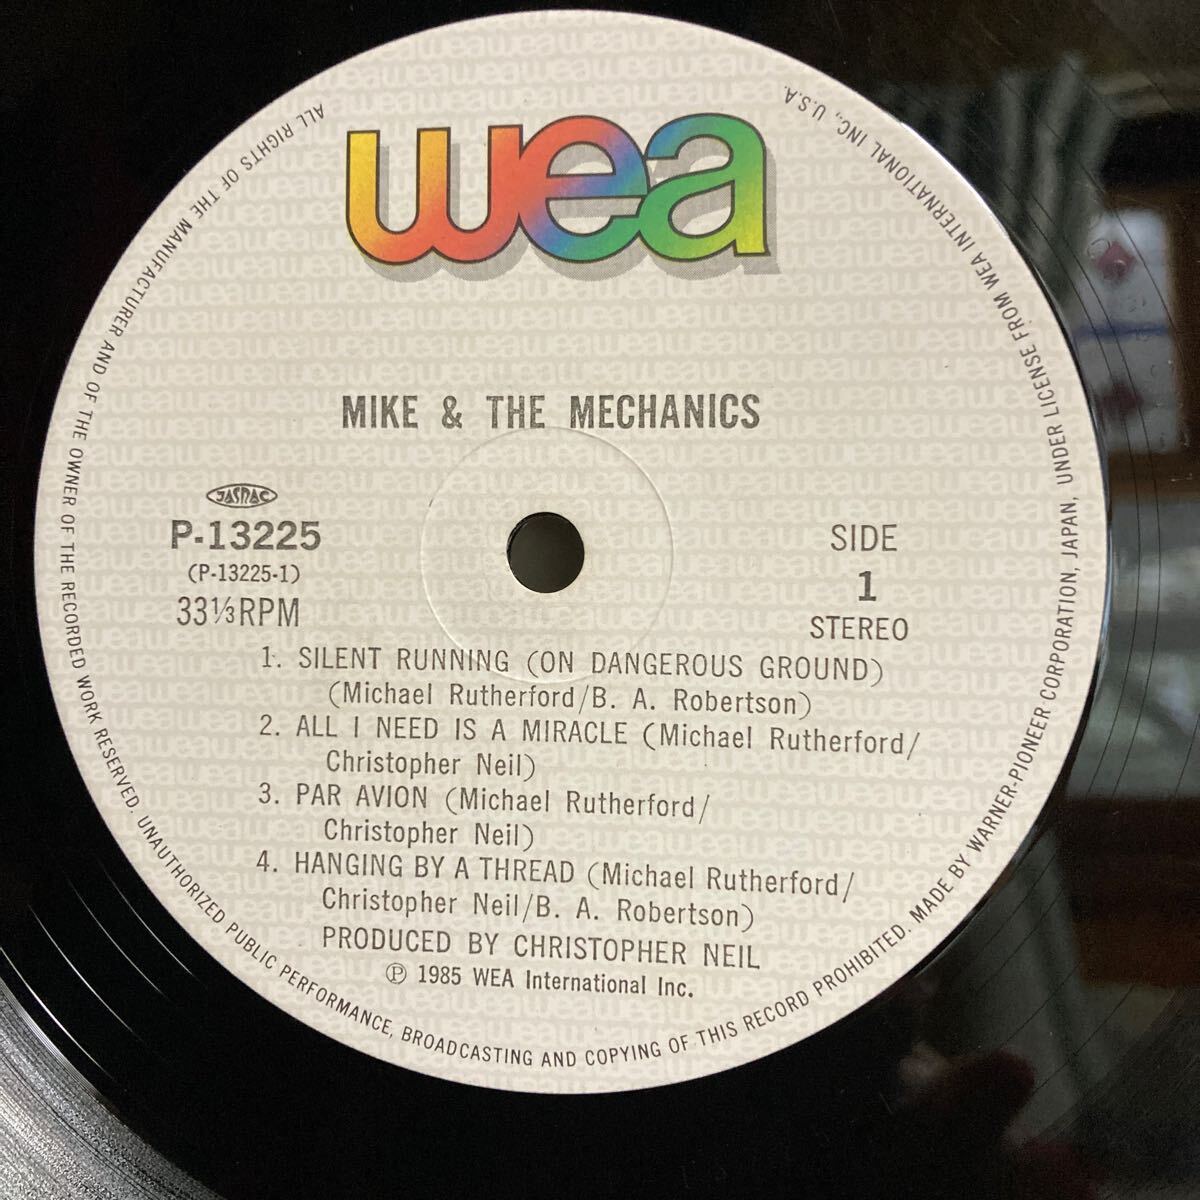 wea
MIKE & THE MECHANICS
JASRAC
P-13225
(P-13225-1)
33⅓RPM
SIDE
1
STEREO
1. SILENT RUNNING (ON DANGEROUS GROUND)
(Michael Rutherford/B. A. Robertson)
2. ALL I NEED IS A MIRACLE (Michael Rutherford/
Christopher Neil)
3. PAR AVION (Michael Rutherford/
Christopher Neil)
4. HANGING BY A THREAD (Michael Rutherford/
Christopher Neil/B. A. Robertson)
PRODUCED BY CHRISTOPHER NEIL
℗ 1985 WEA International Inc.
ALL RIGHTS OF THE MANUFACTURER AND OF THE OWNER OF THE RECORDED WORK RESERVED. UNAUTHORIZED PUBLIC PERFORMANCE, BROADCASTING AND COPYING OF THIS RECORD PROHIBITED. MADE BY WARNER-PIONEER CORPORATION, JAPAN, UNDER LICENSE FROM WEA INTERNATIONAL INC., U.S.A.